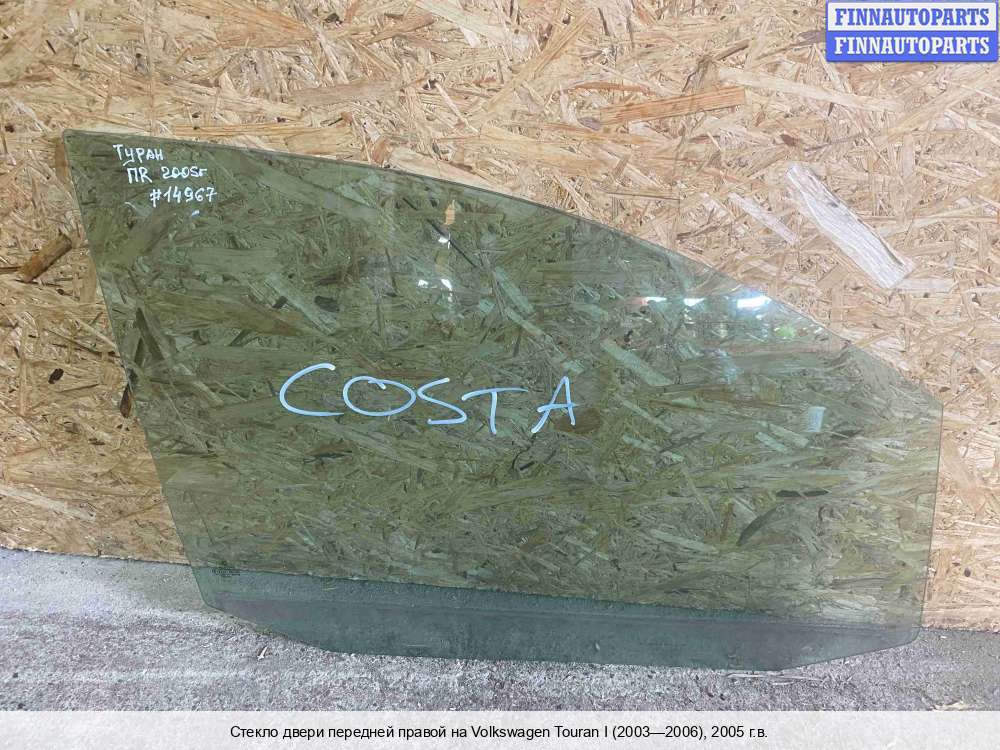 FINNAUTOPARTS
FINNAUTOPARTS
ТУРАН
ПR 2005г
#14967
COSTA
Стекло двери передней правой на Volkswagen Touran I (2003—2006), 2005 г.в.